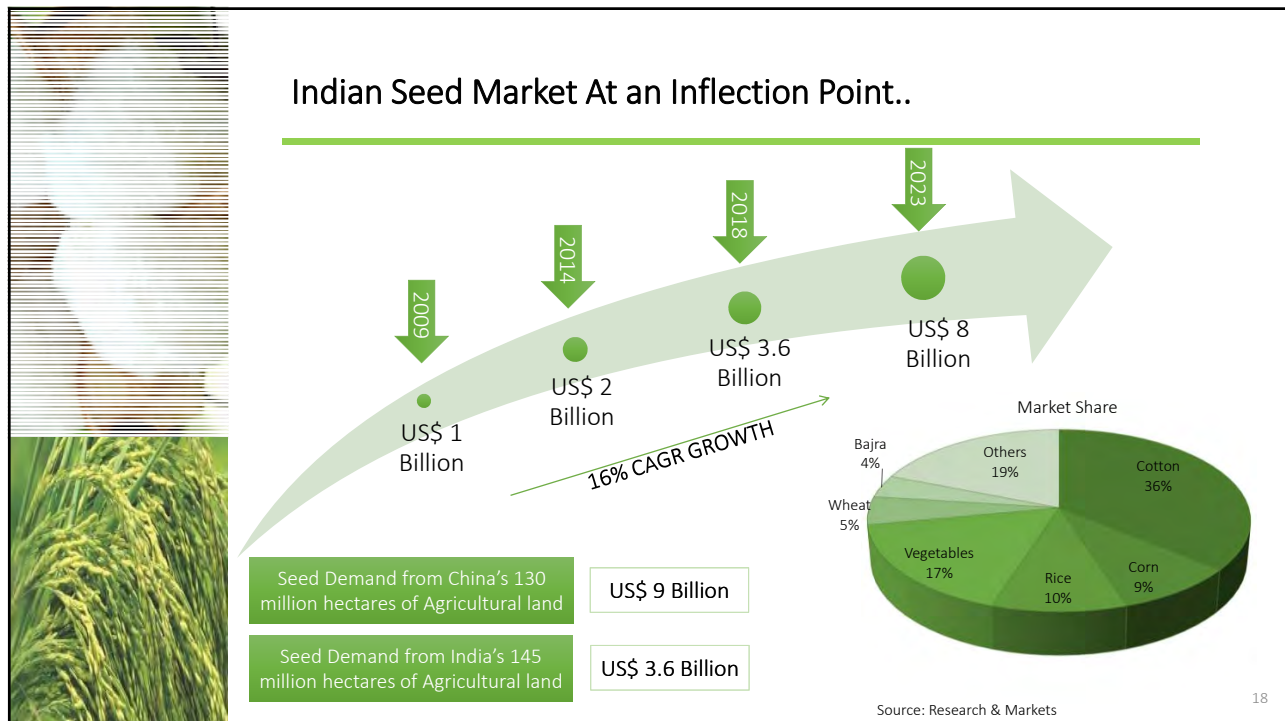 Indian Seed Market At an Inflection Point..
2009
2014
2018
2023
US$ 1
Billion
US$ 2
Billion
US$ 3.6
Billion
US$ 8
Billion
16% CAGR GROWTH
Market Share
Cotton
36%
Corn
9%
Rice
10%
Vegetables
17%
Wheat
5%
Bajra
4%
Others
19%
Seed Demand from China’s 130
million hectares of Agricultural land
US$ 9 Billion
Seed Demand from India’s 145
million hectares of Agricultural land
US$ 3.6 Billion
Source: Research & Markets
18